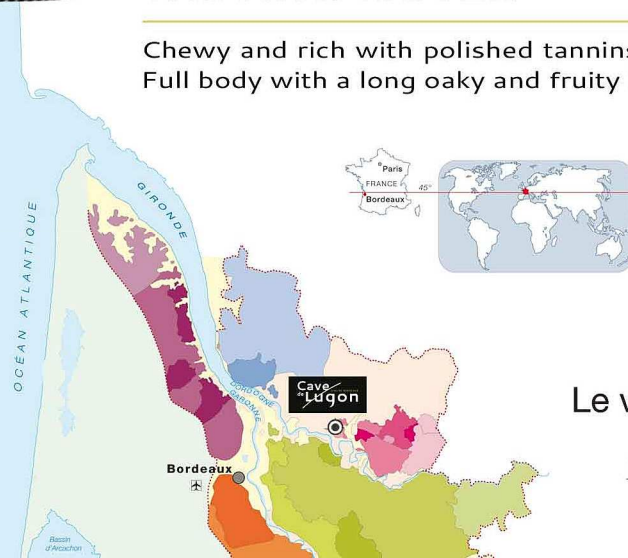 Chewy and rich with polished tannins
Full body with a long oaky and fruity
Paris
FRANCE
45°
Bordeaux
GIRONDE
OCÉAN ATLANTIQUE
DORDOGNE
GARONNE
Cave
de Lugon
Le v
Bordeaux
Bassin
d'Arcachon